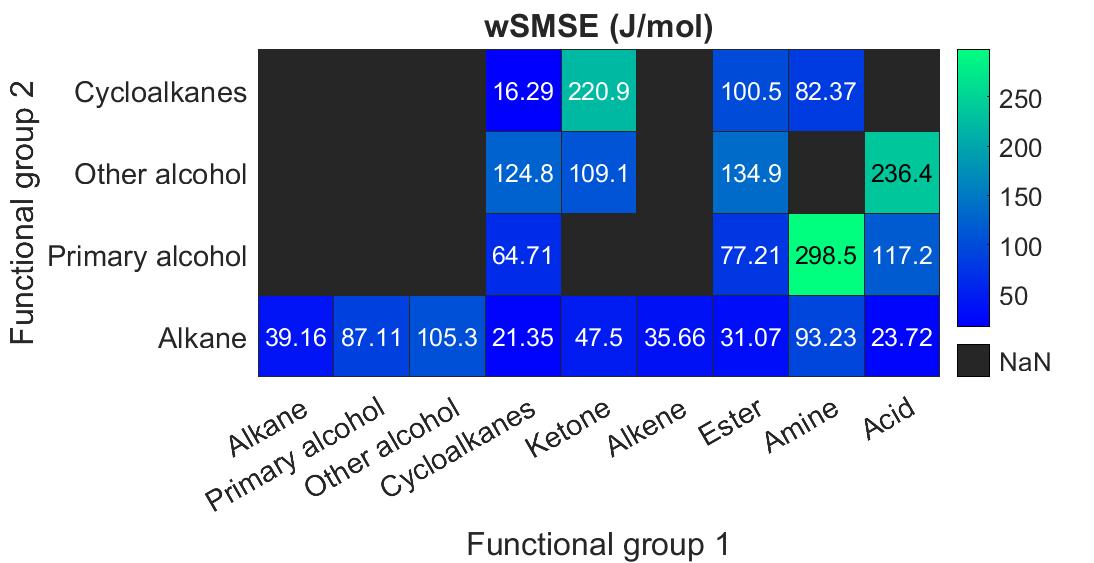 wSMSE (J/mol)
Functional group 2
Cycloalkanes 16.29 220.9 100.5 82.37
Other alcohol 124.8 109.1 134.9 236.4
Primary alcohol 64.71 77.21 298.5 117.2
Alkane 39.16 87.11 105.3 21.35 47.5 35.66 31.07 93.23 23.72
250
200
150
100
50
NaN
Alkane
Primary alcohol
Other alcohol
Cycloalkanes
Ketone
Alkene
Ester
Amine
Acid
Functional group 1